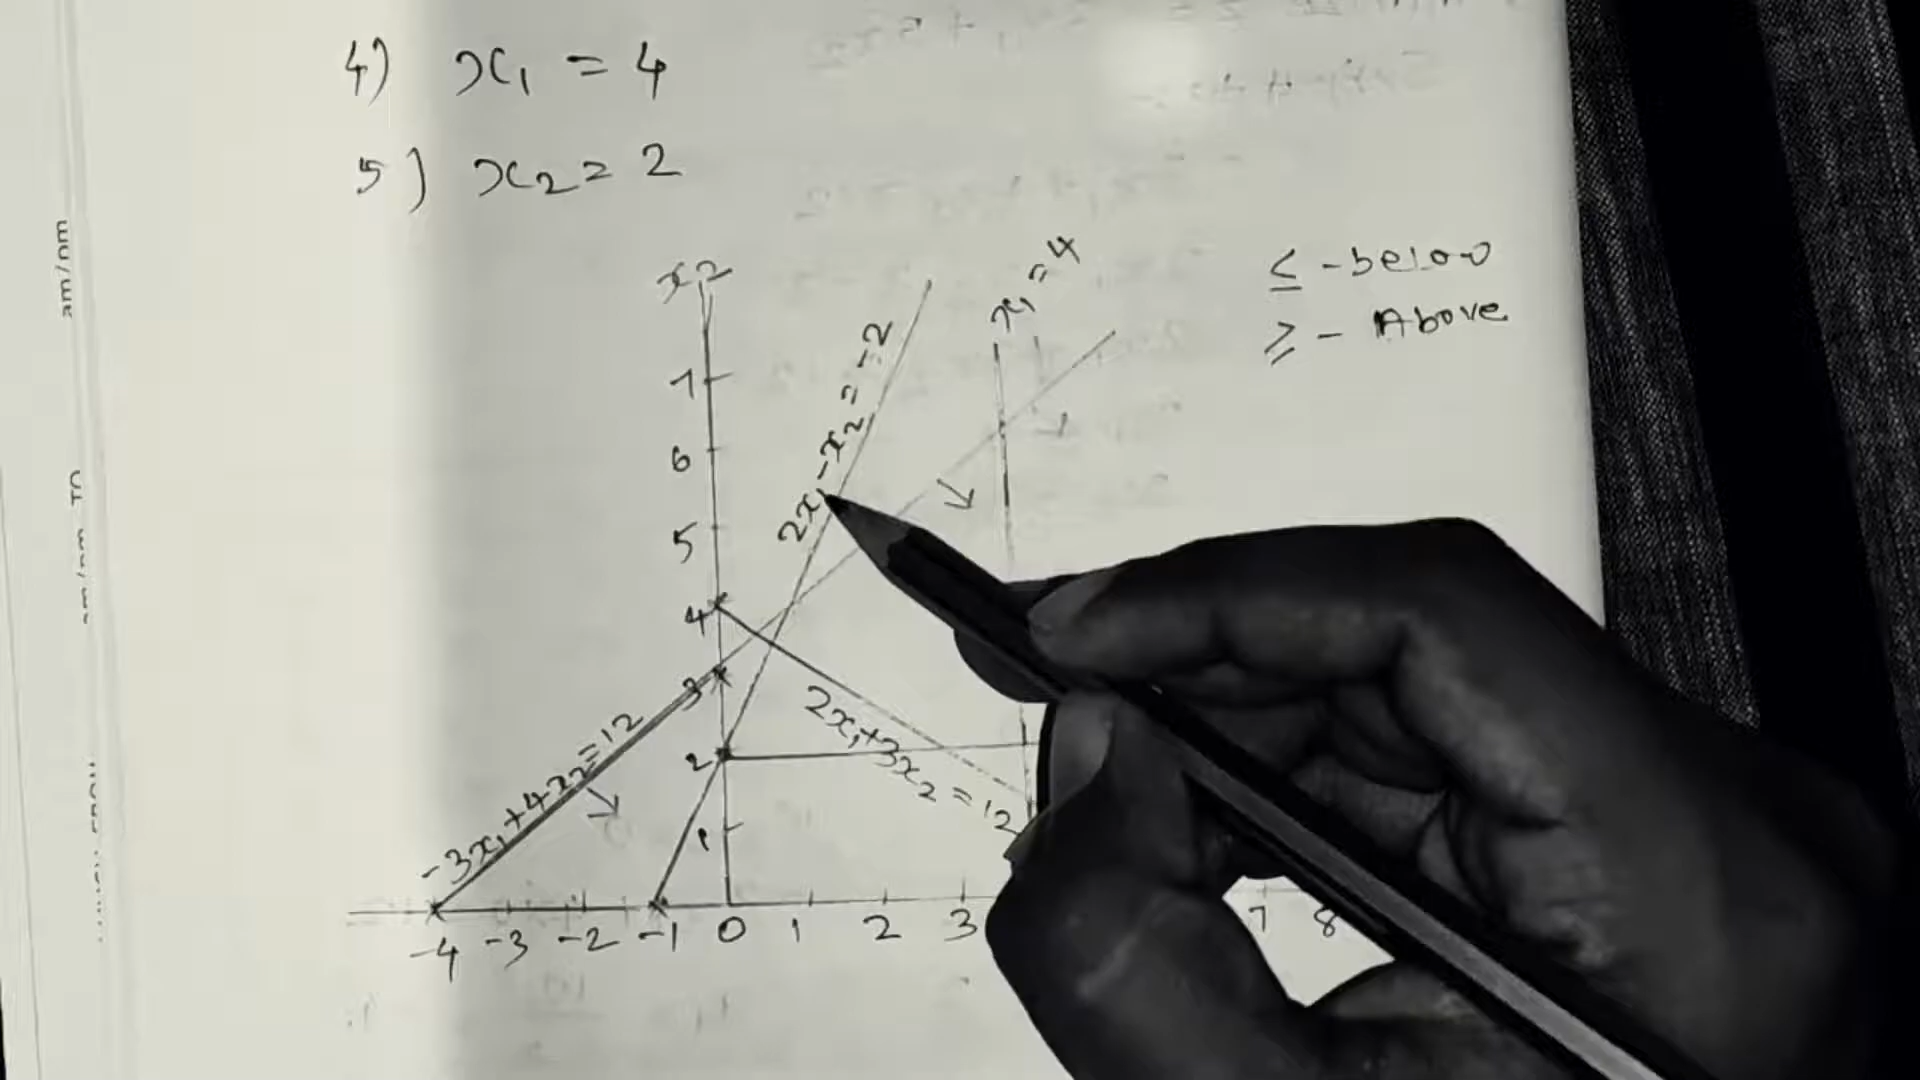 4) x₁ = 4
5) x₂ = 2
x2
x₁ = 4
≤ - below
≥ - Above
2x₁ - x₂ = -2
7
6
5
4
3
2
1
2x₁ + 3x₂ = 12
-3x₁ + 4x₂ = 12
-4 -3 -2 -1 0 1 2 3 7 8